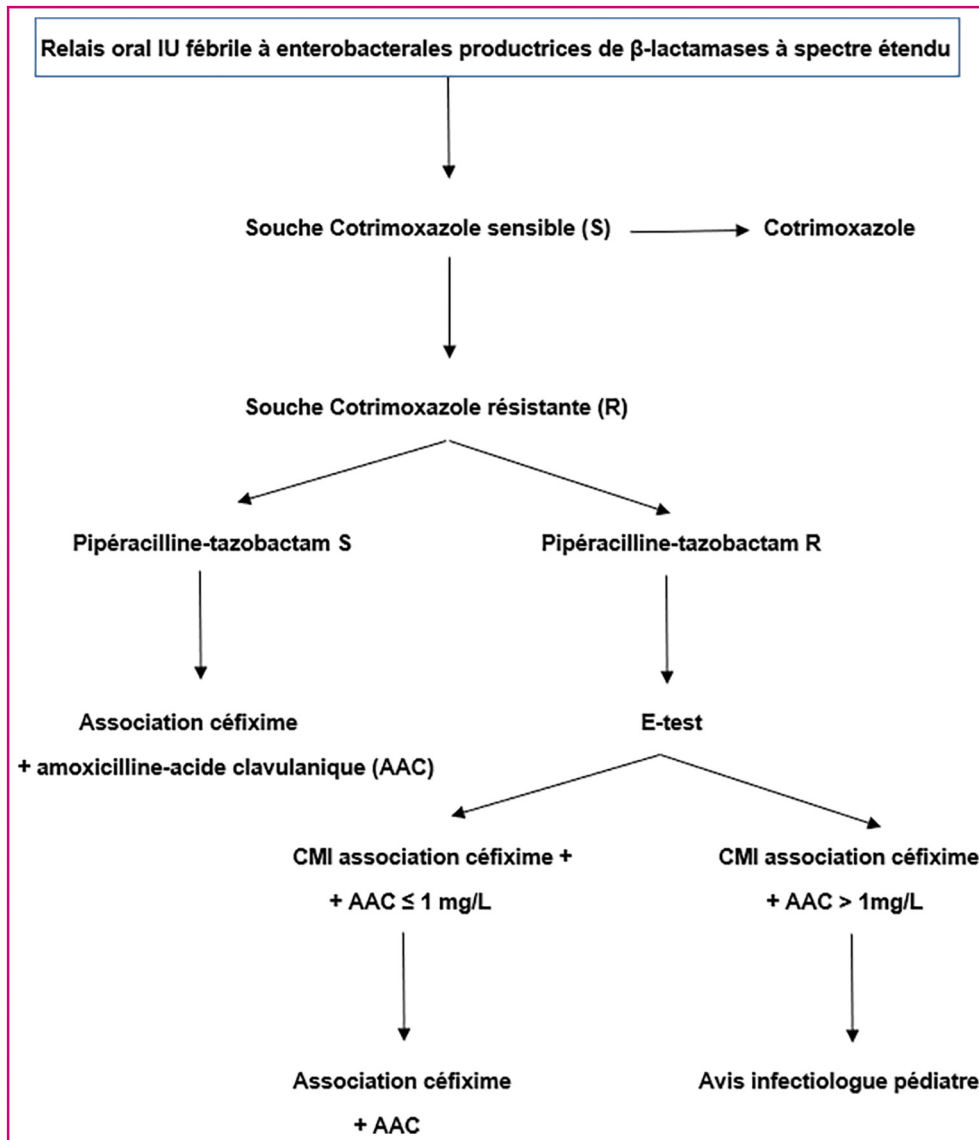 Relais oral IU fébrile à enterobacterales productrices de β-lactamases à spectre étendu
Souche Cotrimoxazole sensible (S)
Cotrimoxazole
Souche Cotrimoxazole résistante (R)
Pipéracilline-tazobactam S
Pipéracilline-tazobactam R
Association céfixime
+ amoxicilline-acide clavulanique (AAC)
E-test
CMI association céfixime +
+ AAC ≤ 1 mg/L
CMI association céfixime
+ AAC > 1mg/L
Association céfixime
+ AAC
Avis infectiologue pédiatre